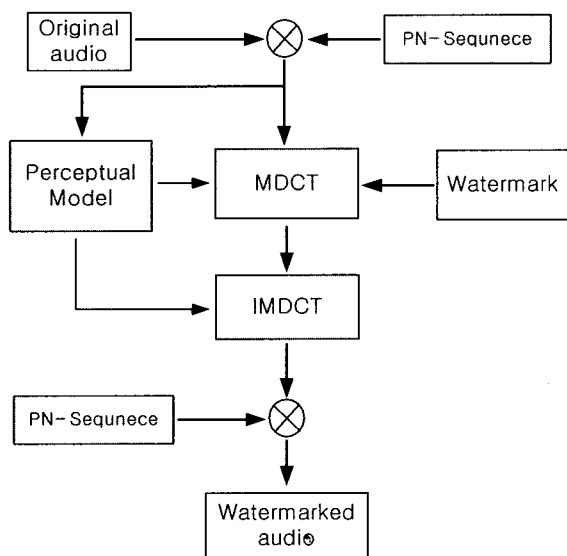 Original
audio
PN-Sequnece
Perceptual
Model
MDCT
Watermark
IMDCT
PN-Sequnece
Watermarked
audio